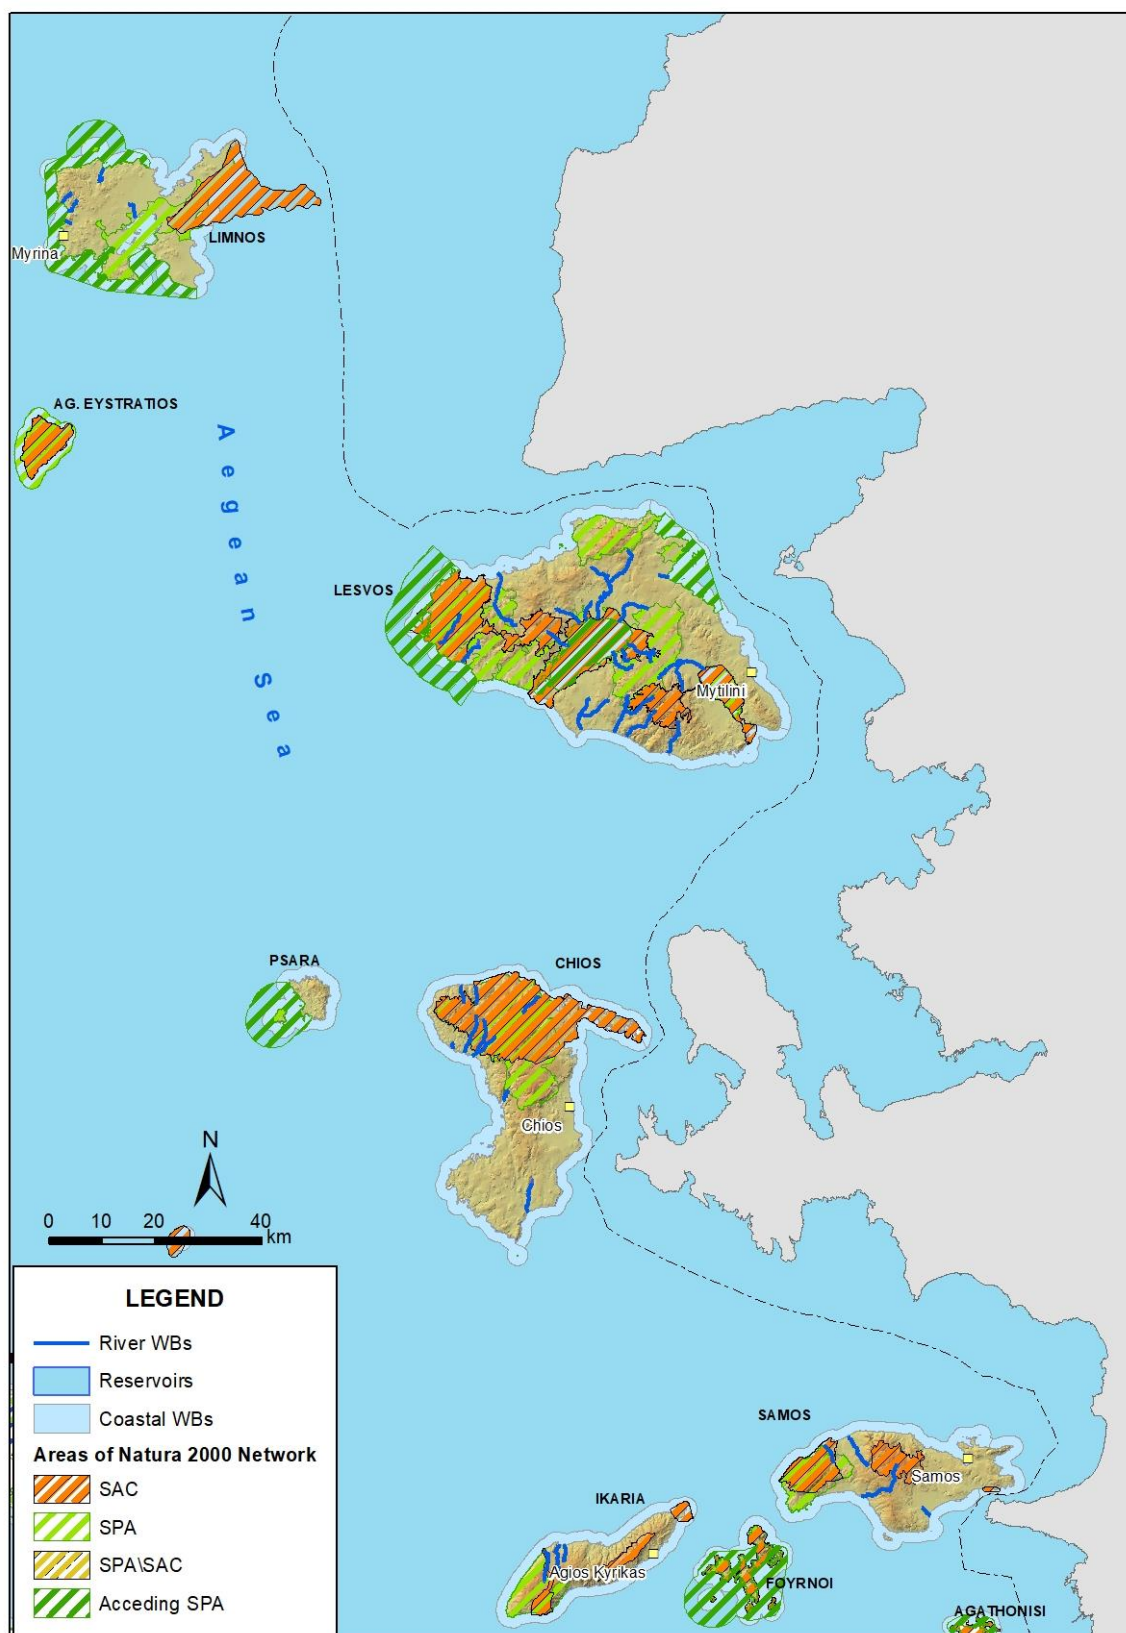 LIMNOS
Myrina
AG. EYSTRATIOS
Aegean Sea
LESVOS
Mytilini
PSARA
CHIOS
Chios
N
0 10 20 40
km
LEGEND
River WBs
Reservoirs
Coastal WBs
Areas of Natura 2000 Network
SAC
SPA
SPA\SAC
Acceding SPA
SAMOS
Samos
IKARIA
Agios Kyrikas
FOYRNOI
AGATHONISI